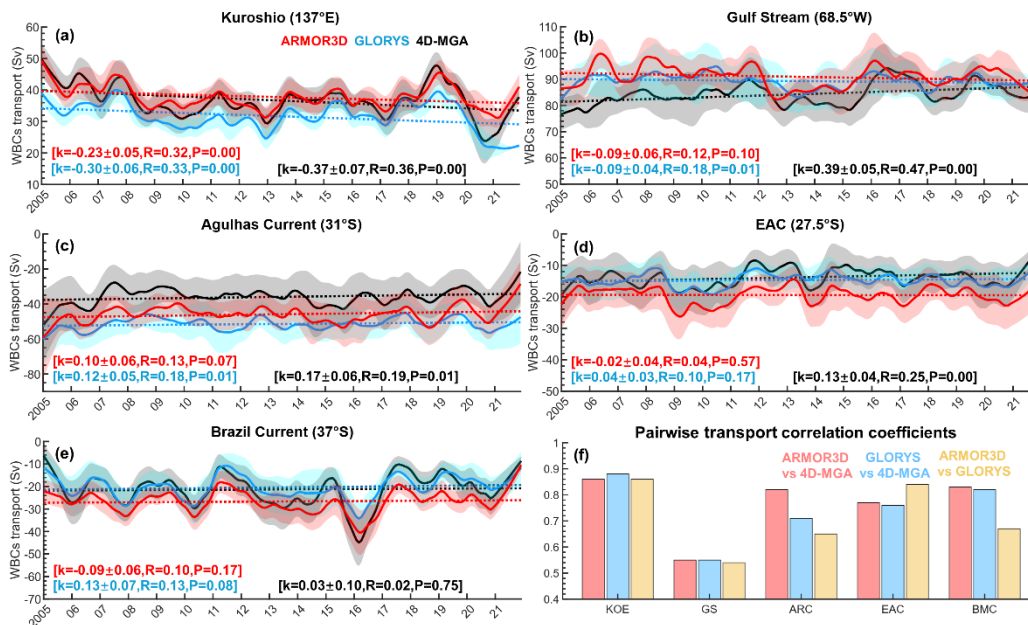 Kuroshio (137°E)
(a)
ARMOR3D GLORYS 4D-MGA
WBCs transport (Sv)
60
50
40
30
20
10
[k=-0.23±0.05,R=0.32,P=0.00]
[k=-0.30±0.06,R=0.33,P=0.00]
[k=-0.37±0.07,R=0.36,P=0.00]
2005 06 07 08 09 10 11 12 13 14 15 16 17 18 19 20 21
Gulf Stream (68.5°W)
(b)
WBCs transport (Sv)
110
100
90
80
70
60
50
[k=-0.09±0.06,R=0.12,P=0.10]
[k=-0.09±0.04,R=0.18,P=0.01]
[k=0.39±0.05,R=0.47,P=0.00]
2005 06 07 08 09 10 11 12 13 14 15 16 17 18 19 20 21
Agulhas Current (31°S)
(c)
WBCs transport (Sv)
0
-20
-40
-60
-80
[k=0.10±0.06,R=0.13,P=0.07]
[k=0.12±0.05,R=0.18,P=0.01]
[k=0.17±0.06,R=0.19,P=0.01]
2005 06 07 08 09 10 11 12 13 14 15 16 17 18 19 20 21
EAC (27.5°S)
(d)
WBCs transport (Sv)
0
-10
-20
-30
-40
-50
[k=-0.02±0.04,R=0.04,P=0.57]
[k=0.04±0.03,R=0.10,P=0.17]
[k=0.13±0.04,R=0.25,P=0.00]
2005 06 07 08 09 10 11 12 13 14 15 16 17 18 19 20 21
Brazil Current (37°S)
(e)
WBCs transport (Sv)
0
-10
-20
-30
-40
-50
-60
-70
[k=-0.09±0.06,R=0.10,P=0.17]
[k=0.13±0.07,R=0.13,P=0.08]
[k=0.03±0.10,R=0.02,P=0.75]
2005 06 07 08 09 10 11 12 13 14 15 16 17 18 19 20 21
Pairwise transport correlation coefficients
(f)
ARMOR3D GLORYS ARMOR3D
vs 4D-MGA vs 4D-MGA vs GLORYS
1
0.9
0.8
0.7
0.6
0.5
0.4
KOE GS ARC EAC BMC